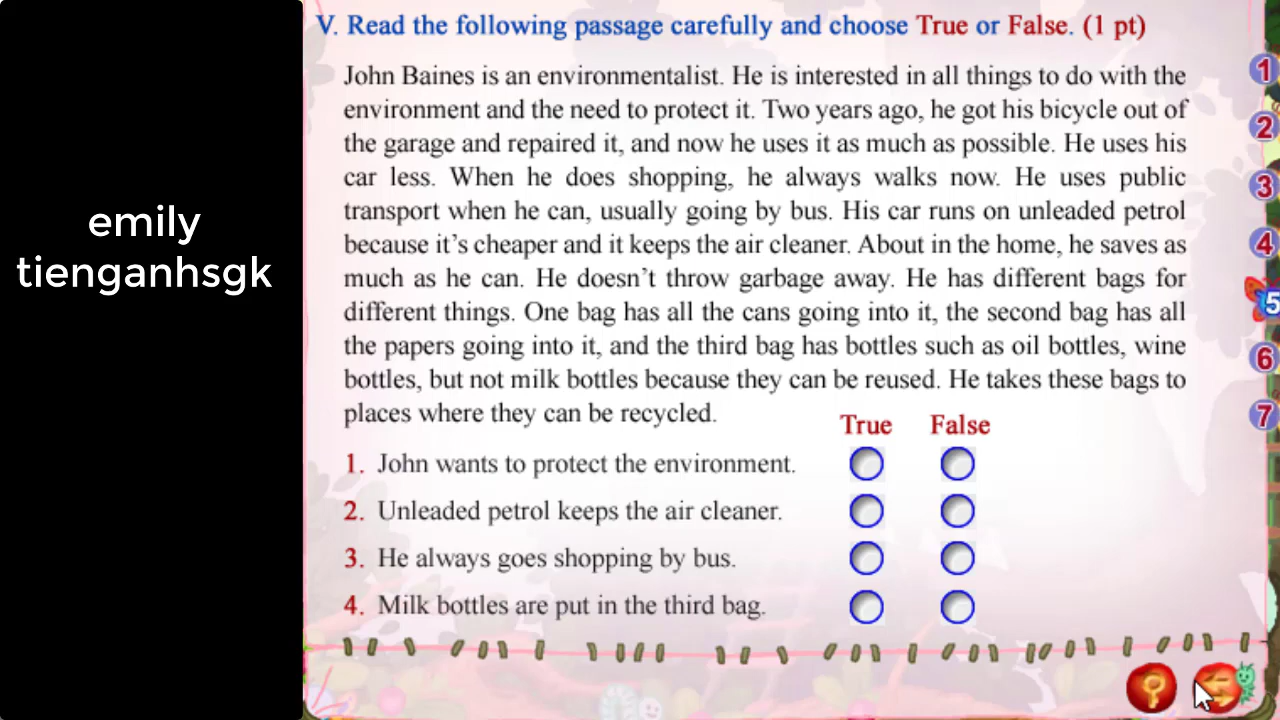 emily
tienganhsgk
V. Read the following passage carefully and choose True or False. (1 pt)
John Baines is an environmentalist. He is interested in all things to do with the
environment and the need to protect it. Two years ago, he got his bicycle out of
the garage and repaired it, and now he uses it as much as possible. He uses his
car less. When he does shopping, he always walks now. He uses public
transport when he can, usually going by bus. His car runs on unleaded petrol
because it's cheaper and it keeps the air cleaner. About in the home, he saves as
much as he can. He doesn't throw garbage away. He has different bags for
different things. One bag has all the cans going into it, the second bag has all
the papers going into it, and the third bag has bottles such as oil bottles, wine
bottles, but not milk bottles because they can be reused. He takes these bags to
places where they can be recycled.
True False
1. John wants to protect the environment.
2. Unleaded petrol keeps the air cleaner.
3. He always goes shopping by bus.
4. Milk bottles are put in the third bag.
1
2
3
4
5
6
7